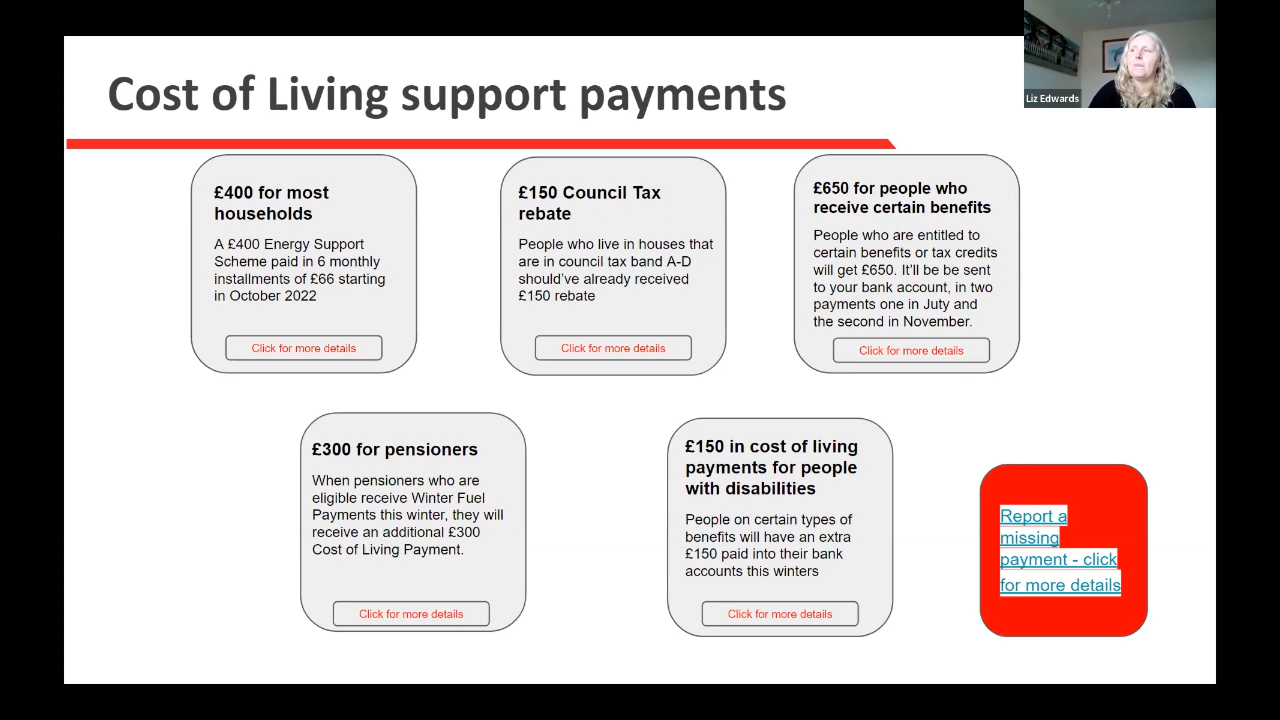 Cost of Living support payments
Liz Edwards
£400 for most
households
A £400 Energy Support
Scheme paid in 6 monthly
installments of £66 starting
in October 2022
Click for more details
£150 Council Tax
rebate
People who live in houses that
are in council tax band A-D
should've already received
£150 rebate
Click for more details
£650 for people who
receive certain benefits
People who are entitled to
certain benefits or tax credits
will get £650. It'll be be sent
to your bank account, in two
payments one in Juty and
the second in November.
Click for more details
£300 for pensioners
When pensioners who are
eligible receive Winter Fuel
Payments this winter, they will
receive an additional £300
Cost of Living Payment.
Click for more details
£150 in cost of living
payments for people
with disabilities
People on certain types of
benefits will have an extra
£150 paid into their bank
accounts this winters
Click for more details
Report a
missing
payment - click
for more details